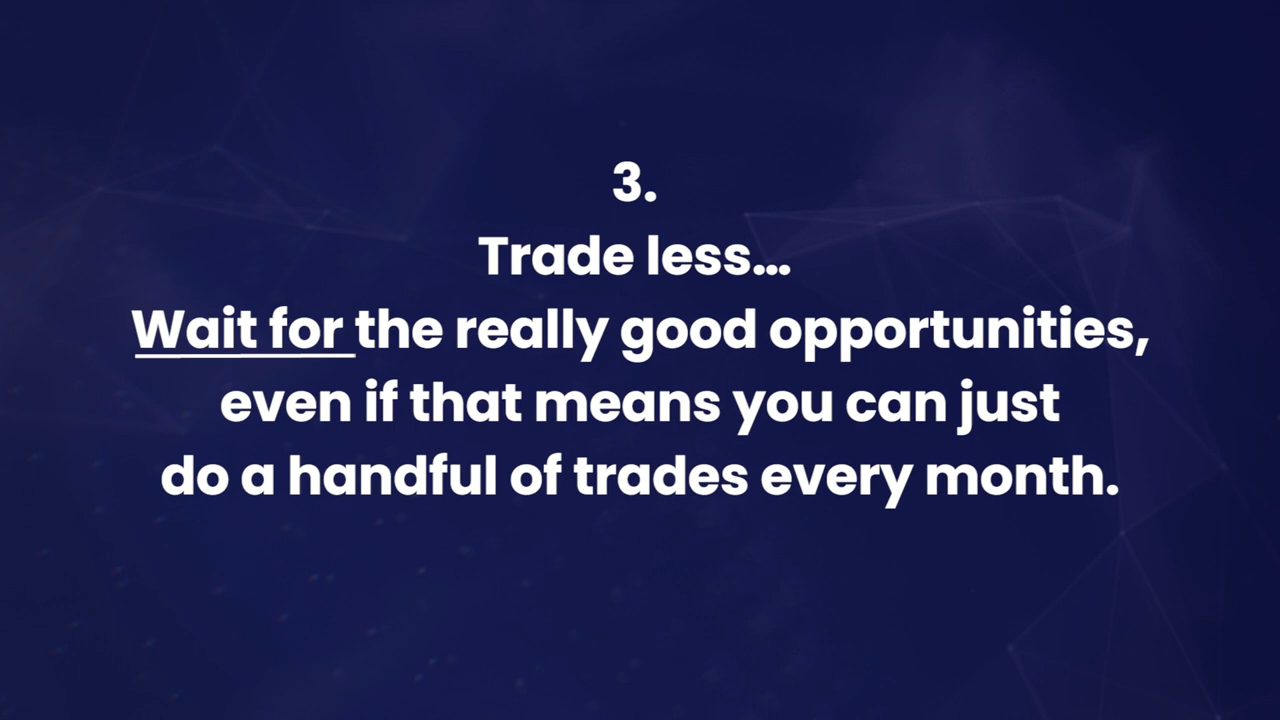 3.
Trade less...
Wait for the really good opportunities,
even if that means you can just
do a handful of trades every month.